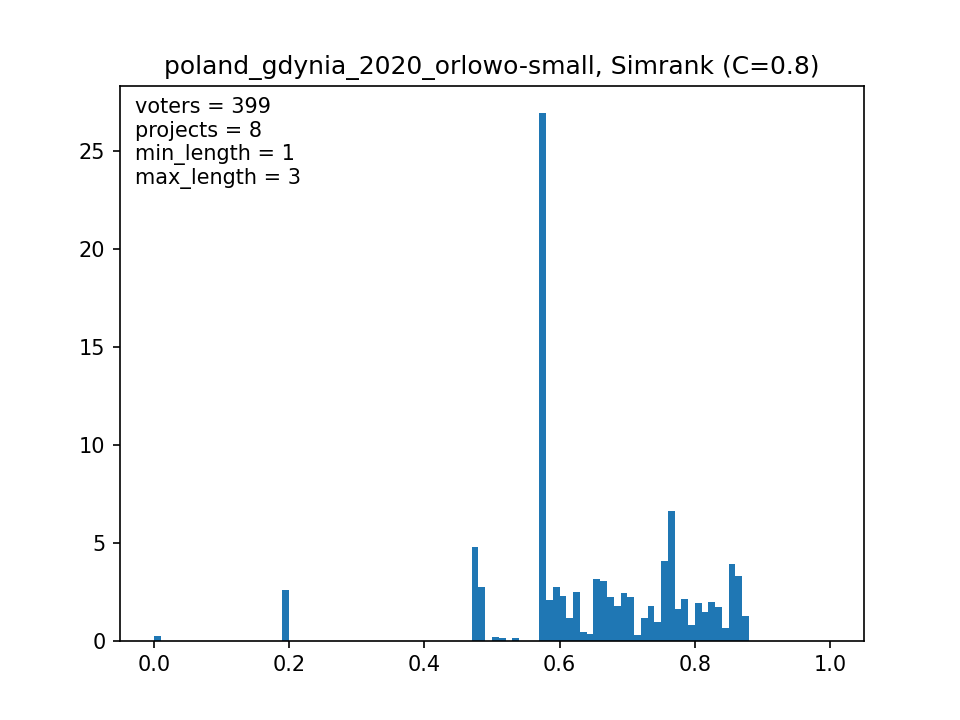 poland_gdynia_2020_orlowo-small, Simrank (C=0.8)
voters = 399
projects = 8
min_length = 1
max_length = 3
25
20
15
10
5
0
0.0 0.2 0.4 0.6 0.8 1.0